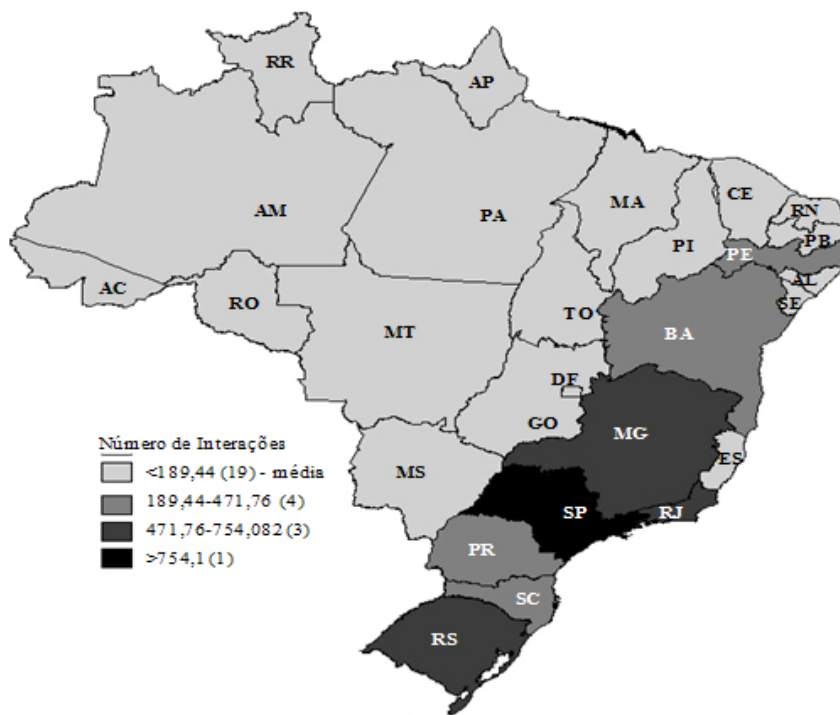 RR
AP
AM
PA
MA
CE
RN
PB
PI
PE
AL
SE
AC
RO
TO
MT
BA
DF
GO
MG
ES
MS
SP
RJ
PR
SC
RS
Número de Interações
<189,44 (19) - média
189,44-471,76 (4)
471,76-754,082 (3)
>754,1 (1)